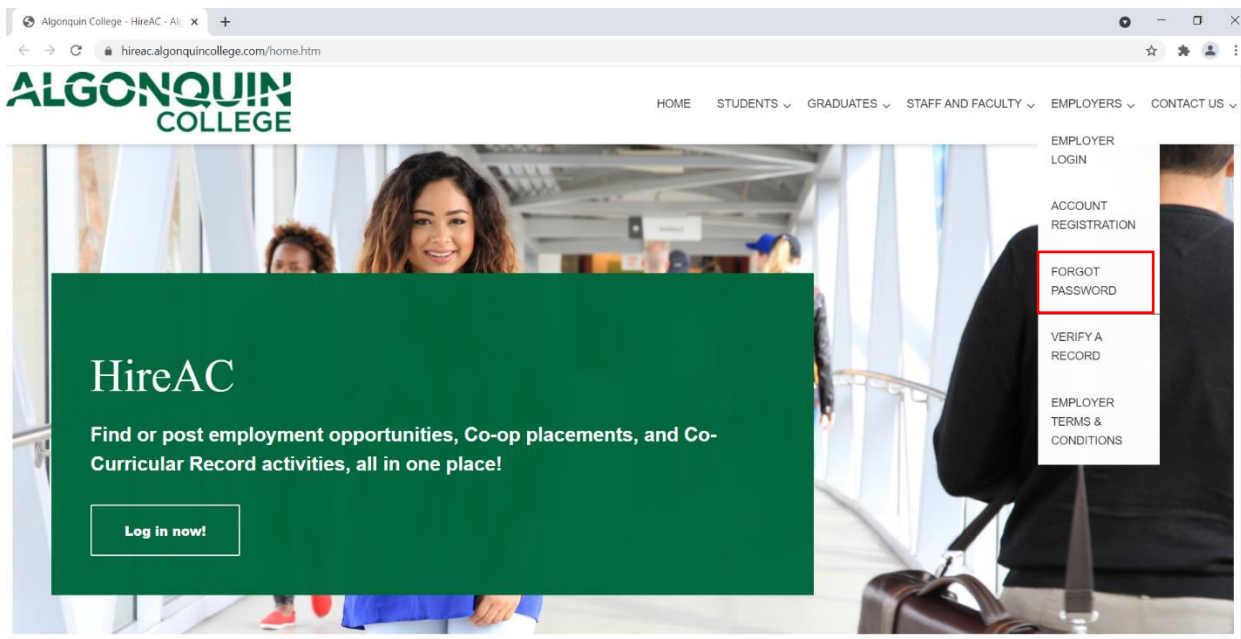 Algonquin College - HireAC - Alg
hireac.algonquincollege.com/home.htm
ALGONQUIN
COLLEGE
HOME STUDENTS GRADUATES STAFF AND FACULTY EMPLOYERS CONTACT US
EMPLOYER
LOGIN
ACCOUNT
REGISTRATION
FORGOT
PASSWORD
VERIFY A
RECORD
EMPLOYER
TERMS &
CONDITIONS
HireAC
Find or post employment opportunities, Co-op placements, and Co-
Curricular Record activities, all in one place!
Log in now!